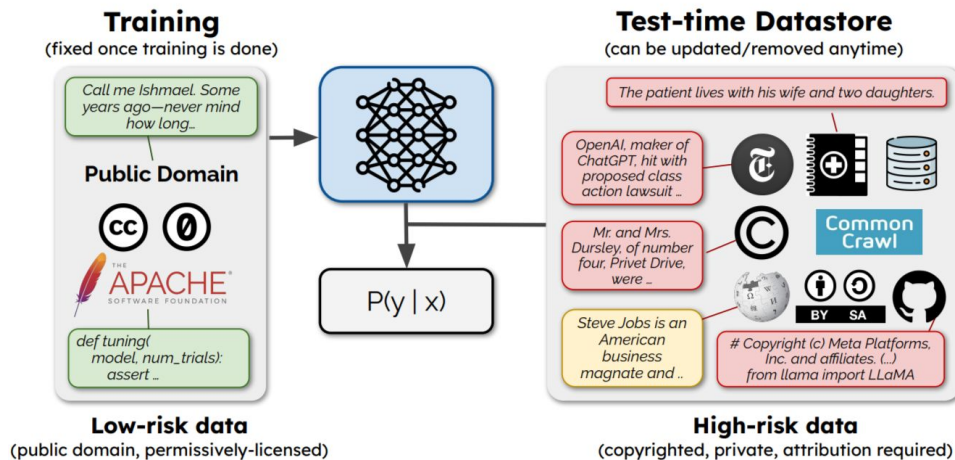 Training
(fixed once training is done)
Call me Ishmael. Some
years ago—never mind
how long…
Public Domain
cc
0
THE
APACHE®
SOFTWARE FOUNDATION
def tuning(
model, num_trials):
assert …
Low-risk data
(public domain, permissively-licensed)
P(y | x)
Test-time Datastore
(can be updated/removed anytime)
The patient lives with his wife and two daughters.
OpenAI, maker of
ChatGPT, hit with
proposed class
action lawsuit …
T
Mr. and Mrs.
Dursley, of number
four, Privet Drive,
were …
©
Common
Crawl
Steve Jobs is an
American
business
magnate and ..
W
BY SA
# Copyright (c) Meta Platforms,
Inc. and affiliates. (...)
from llama import LLaMA
High-risk data
(copyrighted, private, attribution required)